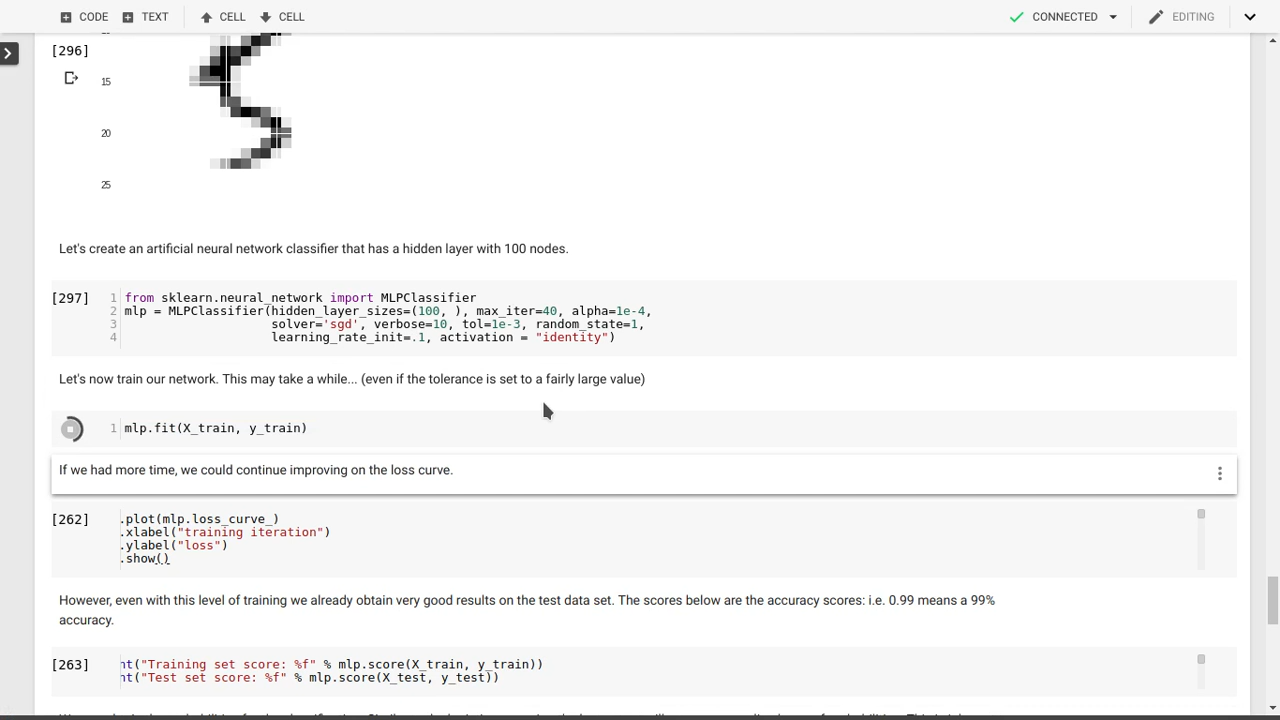 CODE TEXT CELL CELL CONNECTED EDITING
[296]
15
20
25
Let's create an artificial neural network classifier that has a hidden layer with 100 nodes.
[297] 1 from sklearn.neural_network import MLPClassifier
2 mlp = MLPClassifier(hidden_layer_sizes=(100, ), max_iter=40, alpha=1e-4,
3 solver='sgd', verbose=10, tol=1e-3, random_state=1,
4 learning_rate_init=.1, activation = "identity")
Let's now train our network. This may take a while... (even if the tolerance is set to a fairly large value)
1 mlp.fit(X_train, y_train)
If we had more time, we could continue improving on the loss curve.
[262] .plot(mlp.loss_curve_)
.xlabel("training iteration")
.ylabel("loss")
.show()
However, even with this level of training we already obtain very good results on the test data set. The scores below are the accuracy scores: i.e. 0.99 means a 99%
accuracy.
[263] nt("Training set score: %f" % mlp.score(X_train, y_train))
nt("Test set score: %f" % mlp.score(X_test, y_test))